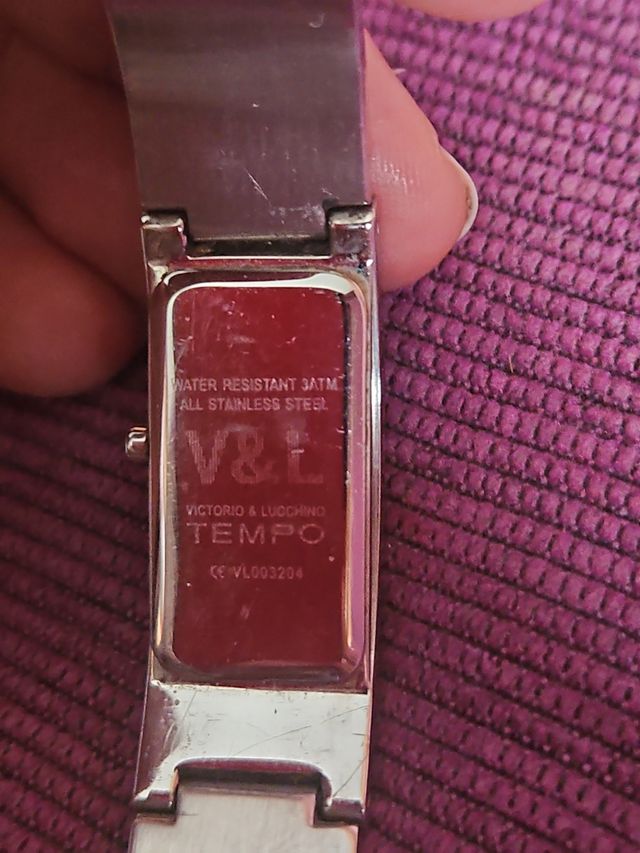 WATER RESISTANT 3ATM
ALL STAINLESS STEEL
V&L
VICTORIO & LUCCHINO
TEMPO
CE VL003204